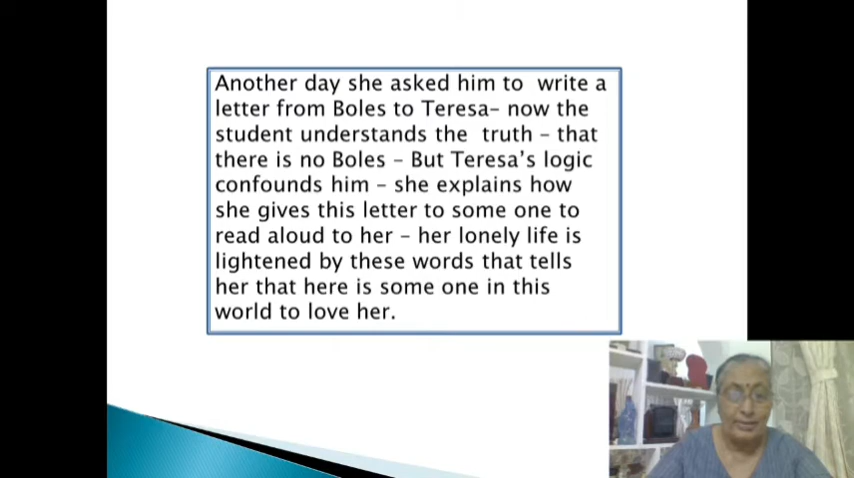 Another day she asked him to write a
letter from Boles to Teresa– now the
student understands the truth – that
there is no Boles – But Teresa's logic
confounds him – she explains how
she gives this letter to some one to
read aloud to her – her lonely life is
lightened by these words that tells
her that here is some one in this
world to love her.